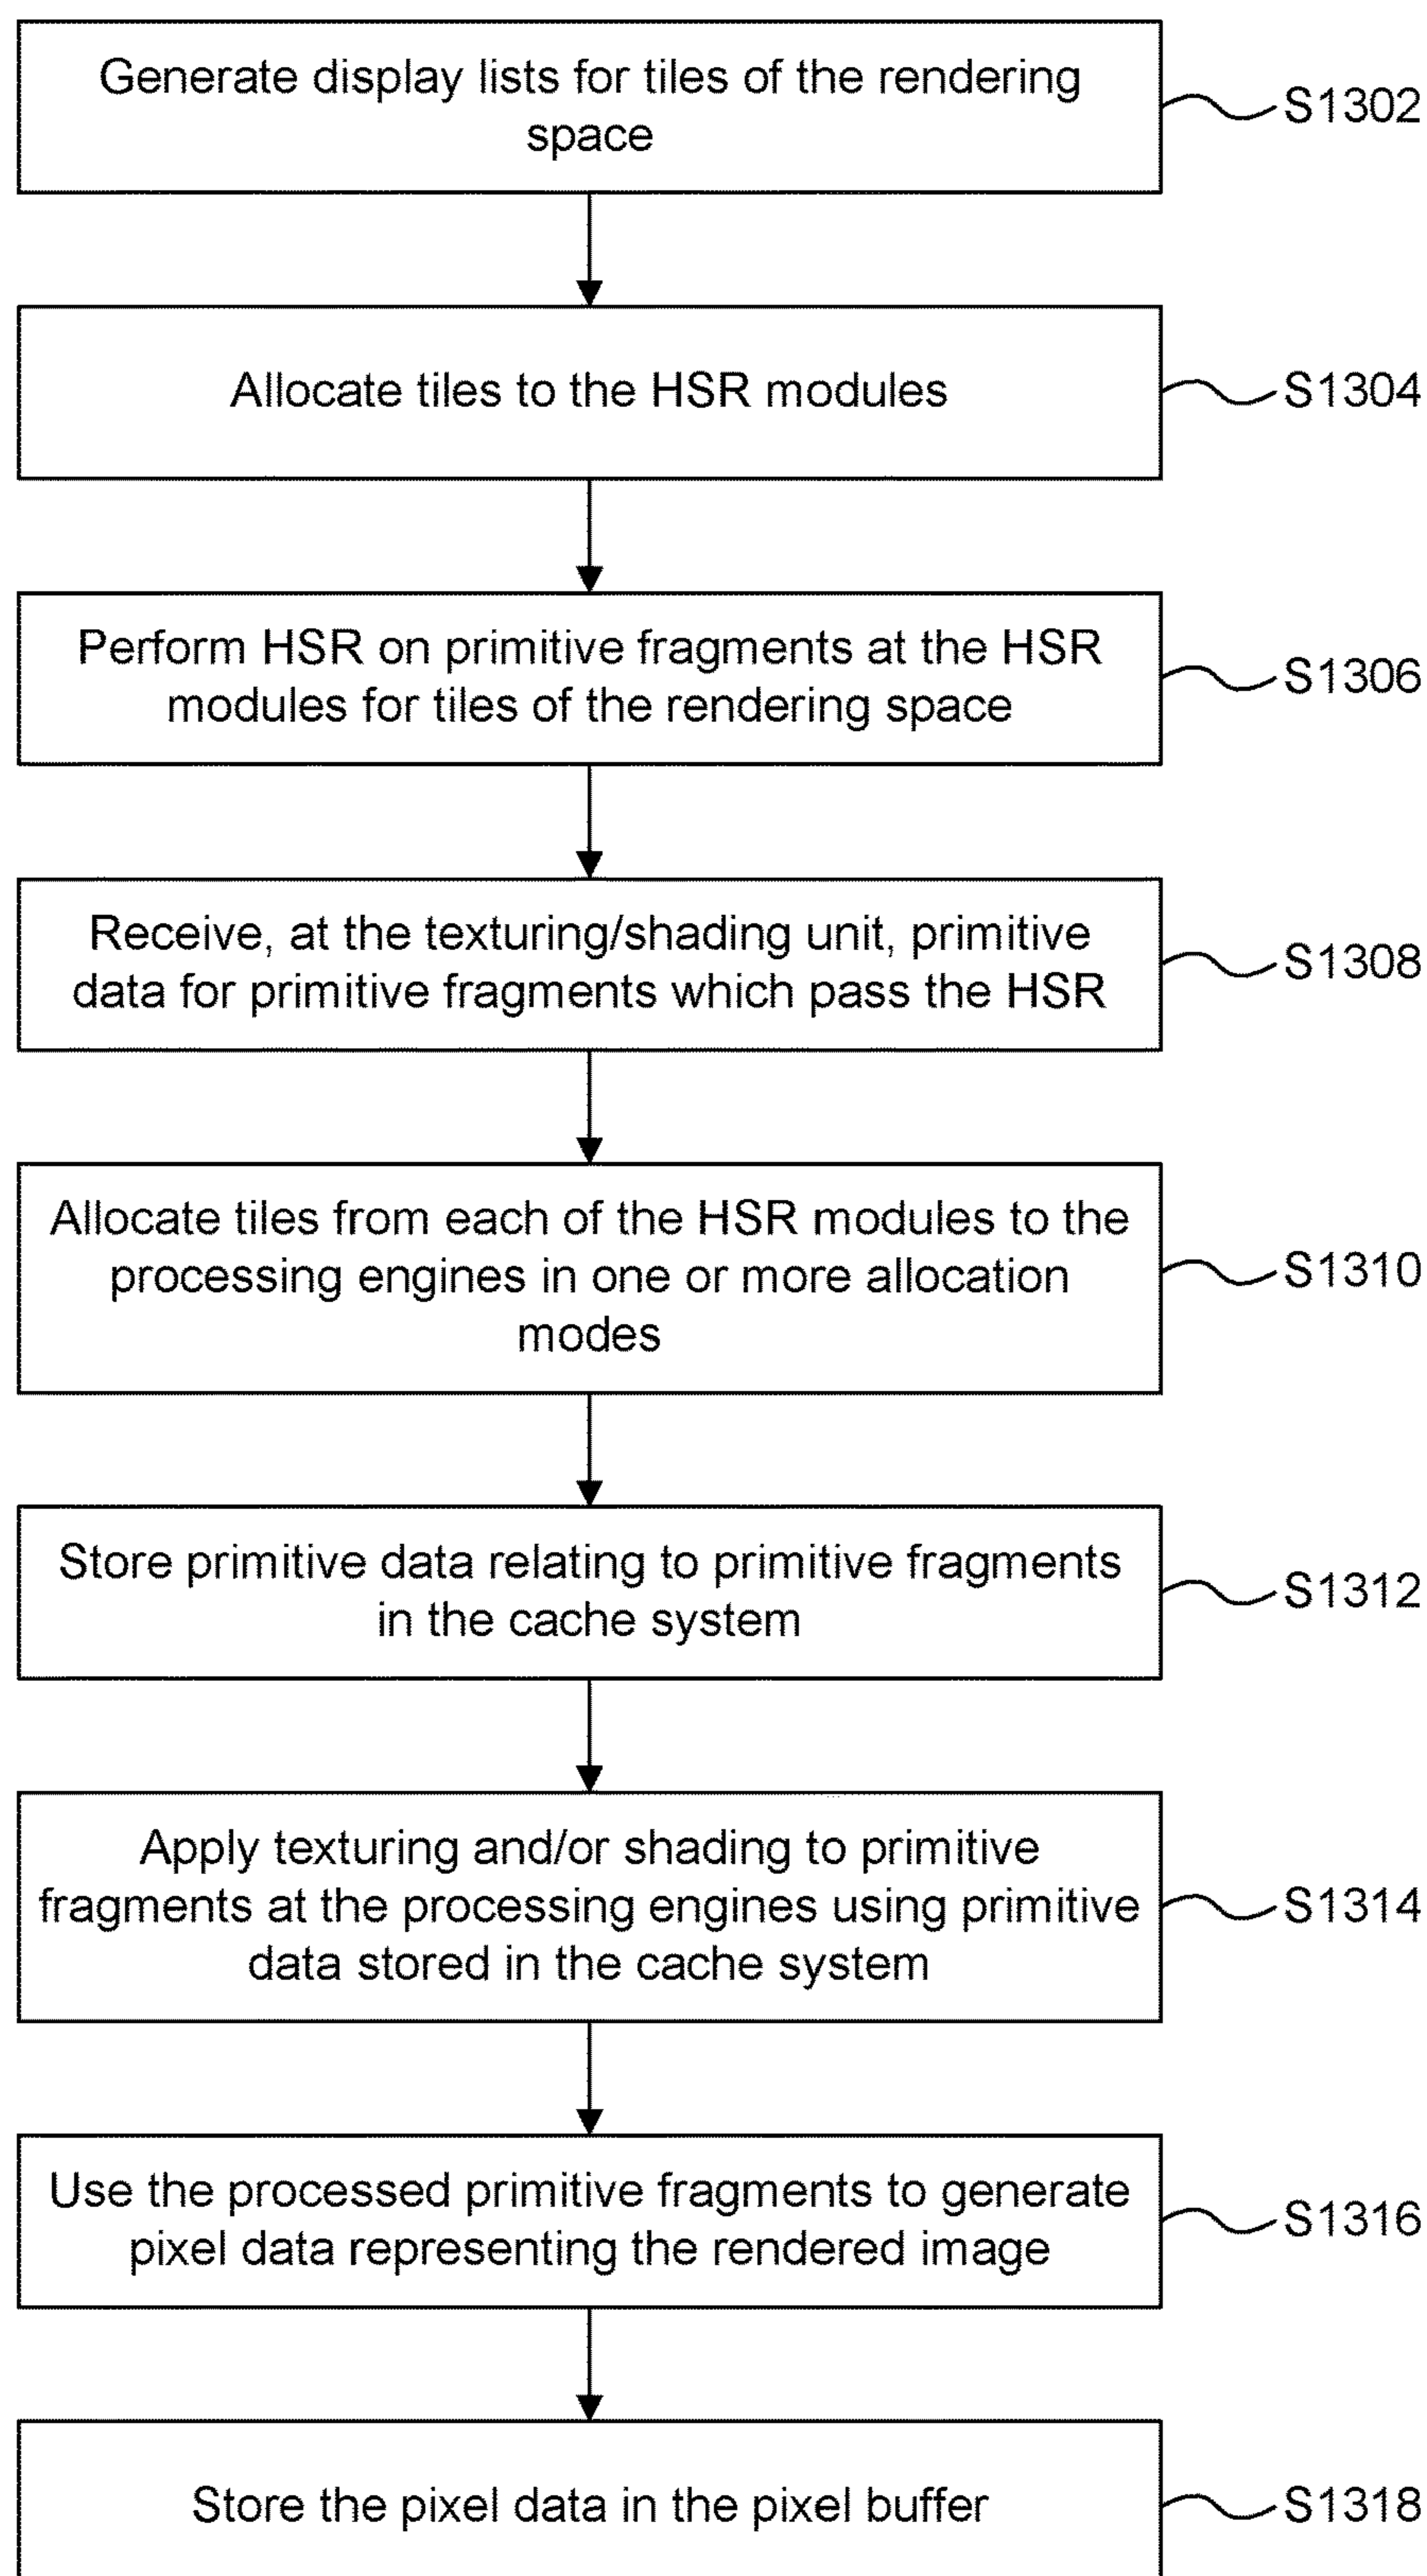 Generate display lists for tiles of the rendering
space
S1302
Allocate tiles to the HSR modules
S1304
Perform HSR on primitive fragments at the HSR
modules for tiles of the rendering space
S1306
Receive, at the texturing/shading unit, primitive
data for primitive fragments which pass the HSR
S1308
Allocate tiles from each of the HSR modules to the
processing engines in one or more allocation
modes
S1310
Store primitive data relating to primitive fragments
in the cache system
S1312
Apply texturing and/or shading to primitive
fragments at the processing engines using primitive
data stored in the cache system
S1314
Use the processed primitive fragments to generate
pixel data representing the rendered image
S1316
Store the pixel data in the pixel buffer
S1318